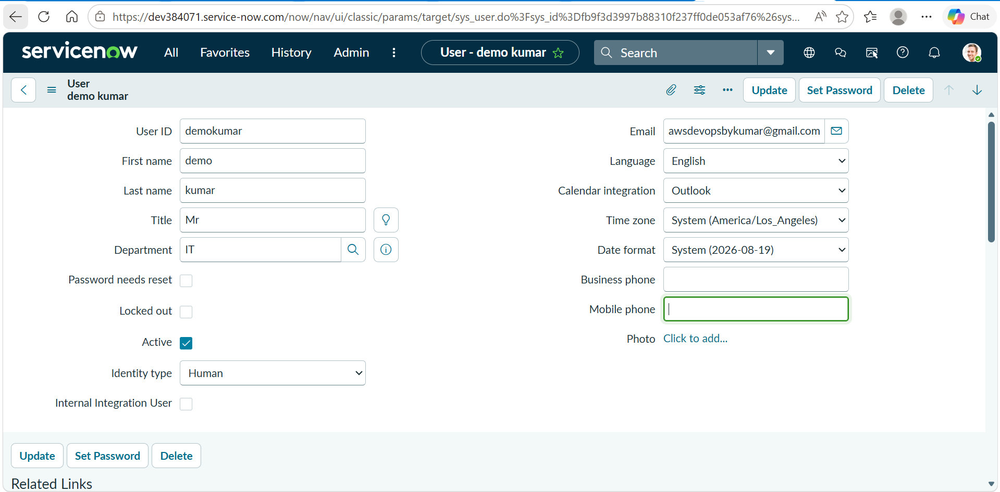 https://dev384071.service-now.com/now/nav/ui/classic/params/target/sys_user.do%3Fsys_id%3Dfb9f3d3997b88310f237ff0de053af76%26sys...
Chat
servicenow
All
Favorites
History
Admin
User - demo kumar
Search
User
demo kumar
Update
Set Password
Delete
User ID
demokumar
First name
demo
Last name
kumar
Title
Mr
Department
IT
Password needs reset
Locked out
Active
Identity type
Human
Internal Integration User
Email
awsdevopsbykumar@gmail.com
Language
English
Calendar integration
Outlook
Time zone
System (America/Los_Angeles)
Date format
System (2026-08-19)
Business phone
Mobile phone
Photo
Click to add...
Update
Set Password
Delete
Related Links